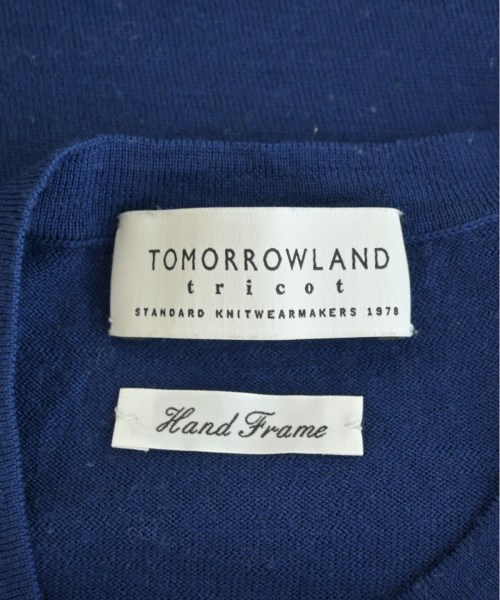 TOMORROWLAND
tricot
STANDARD KNITWEARMAKERS 1978
Hand Frame